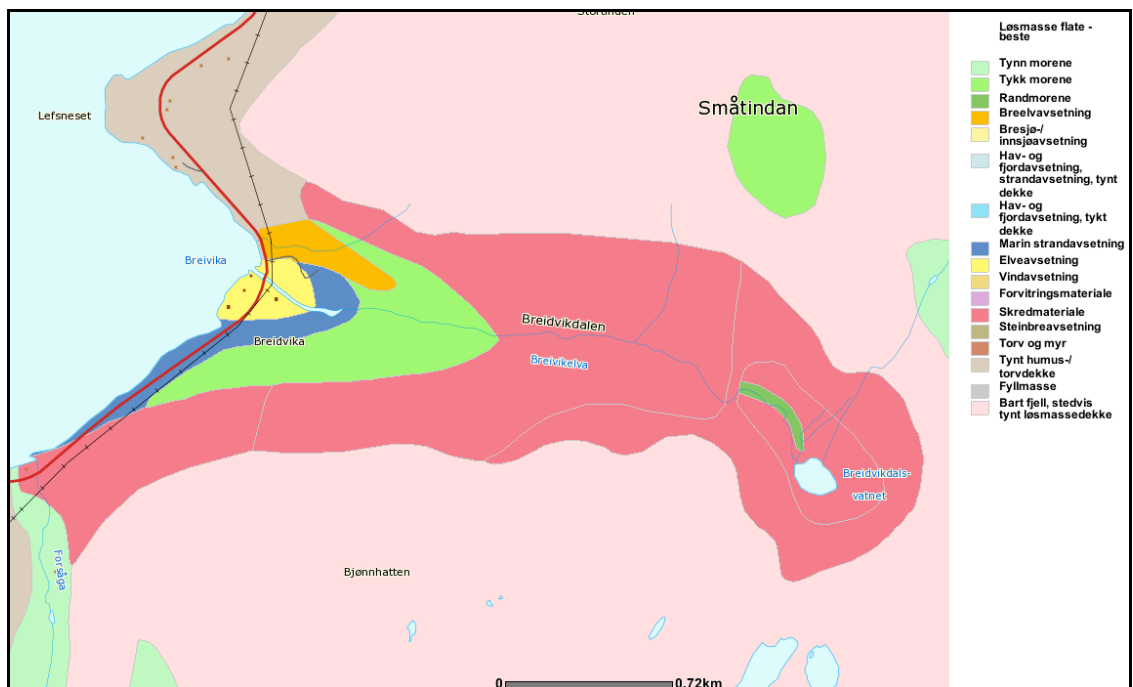 Stortinden
Løsmasse flate -
beste
Tynn morene
Tykk morene
Randmorene
Breelvavsetning
Bresjø-/
innsjøavsetning
Hav- og
fjordavsetning,
strandavsetning, tynt
dekke
Hav- og
fjordavsetning, tykt
dekke
Marin strandavsetning
Elveavsetning
Vindavsetning
Forvitringsmateriale
Skredmateriale
Steinbreavsetning
Torv og myr
Tynt humus-/
torvdekke
Fyllmasse
Bart fjell, stedvis
tynt løsmassedekke
Småtindan
Lefsneset
Breivika
Breidvikdalen
Breidvika
Breivikelva
Breidvikdals-
vatnet
Forsåga
Bjønnhatten
0 0.72km